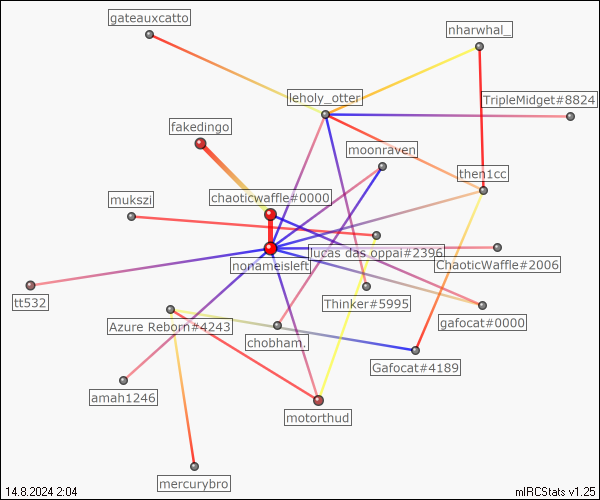 gateauxcatto
nharwhal_
leholy_otter
TripleMidget#8824
fakedingo
moonraven
then1cc
chaoticwaffle#0000
mukszi
lucas das oppai#2396
nonameisleft
ChaoticWaffle#2006
tt532
Thinker#5995
gafocat#0000
Azure Reborn#4243
chobham.
Gafocat#4189
amah1246
motorthud
mercurybro
14.8.2024 2:04
mIRCStats v1.25